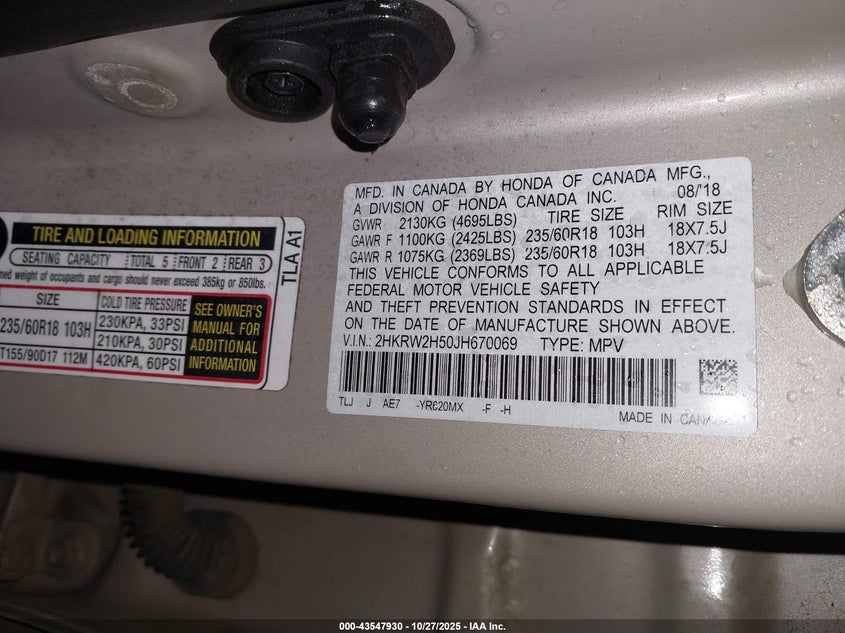 MFD. IN CANADA BY HONDA OF CANADA MFG.,
A DIVISION OF HONDA CANADA INC. 08/'18
GVWR 2130KG (4695LBS) TIRE SIZE RIM SIZE
GAWR F 1100KG (2425LBS) 235/60R18 103H 18X7.5J
GAWR R 1075KG (2369LBS) 235/60R18 103H 18X7.5J
THIS VEHICLE CONFORMS TO ALL APPLICABLE
FEDERAL MOTOR VEHICLE SAFETY
AND THEFT PREVENTION STANDARDS IN EFFECT
ON THE DATE OF MANUFACTURE SHOWN ABOVE.
V.I.N.: 2HKRW2H50JH670069 TYPE: MPV
TLJ J AE7 -YR620MX -F -H
MADE IN
TIRE AND LOADING INFORMATION
SEATING CAPACITY TOTAL 5 FRONT 2 REAR 3
weight of occupants and cargo should never exceed 385kg or 850lbs.
SIZE COLD TIRE PRESSURE
235/60R18 103H 230KPA, 33PSI
210KPA, 30PSI
T155/90D17 112M 420KPA, 60PSI
SEE OWNER'S
MANUAL FOR
ADDITIONAL
INFORMATION
TLA A1
000-43547930 - 10/27/2025 - IAA Inc.